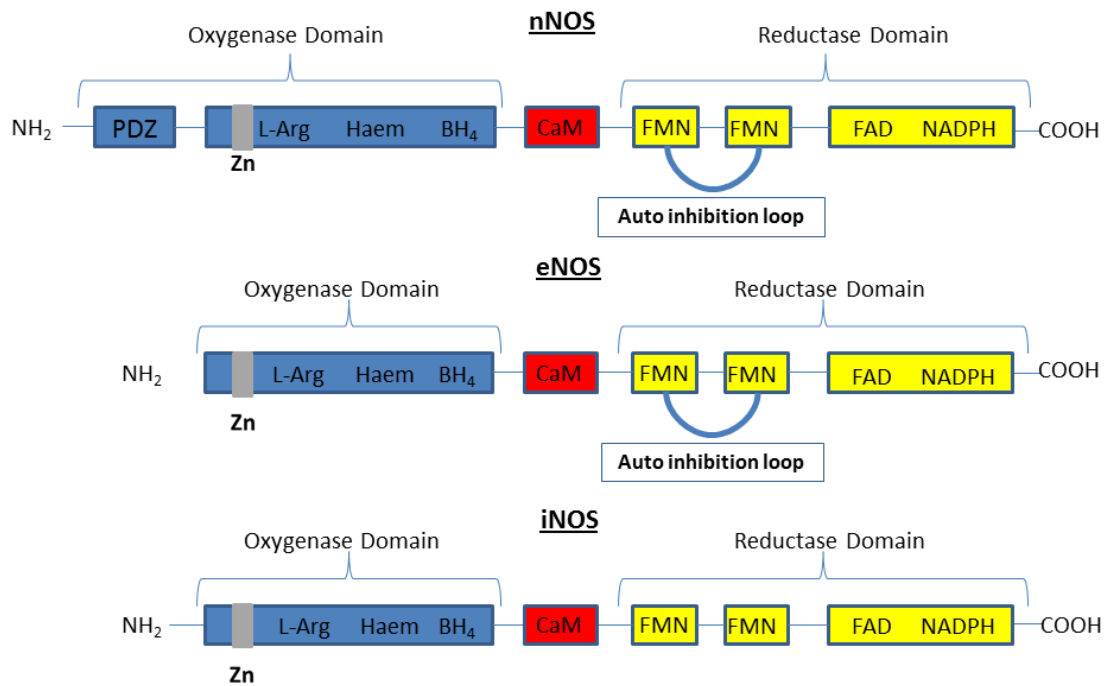 nNOS
Oxygenase Domain
Reductase Domain
NH₂
PDZ
L-Arg
Haem
BH₄
CaM
FMN
FMN
FAD
NADPH
COOH
Zn
Auto inhibition loop
eNOS
Oxygenase Domain
Reductase Domain
NH₂
L-Arg
Haem
BH₄
CaM
FMN
FMN
FAD
NADPH
COOH
Zn
Auto inhibition loop
iNOS
Oxygenase Domain
Reductase Domain
NH₂
L-Arg
Haem
BH₄
CaM
FMN
FMN
FAD
NADPH
COOH
Zn